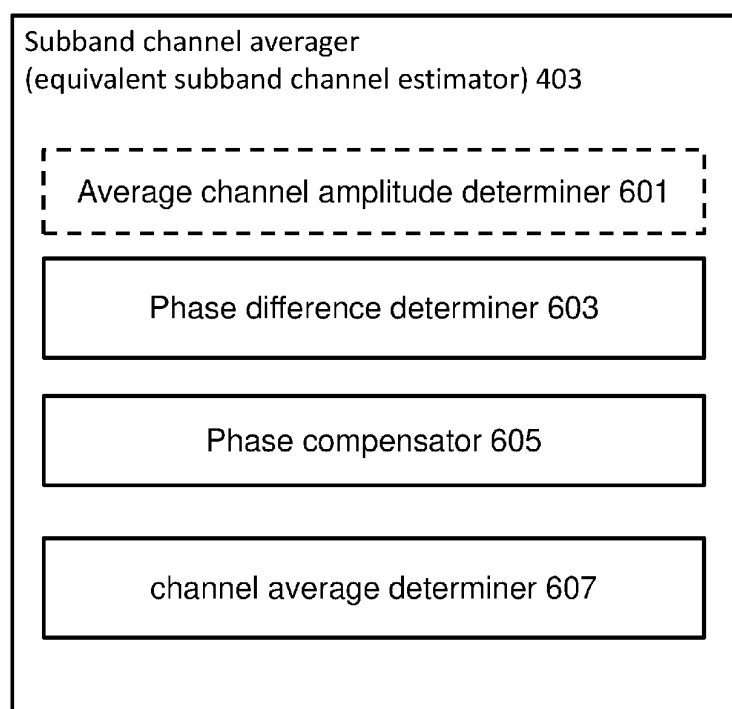 Subband channel averager
(equivalent subband channel estimator) 403
Average channel amplitude determiner 601
Phase difference determiner 603
Phase compensator 605
channel average determiner 607